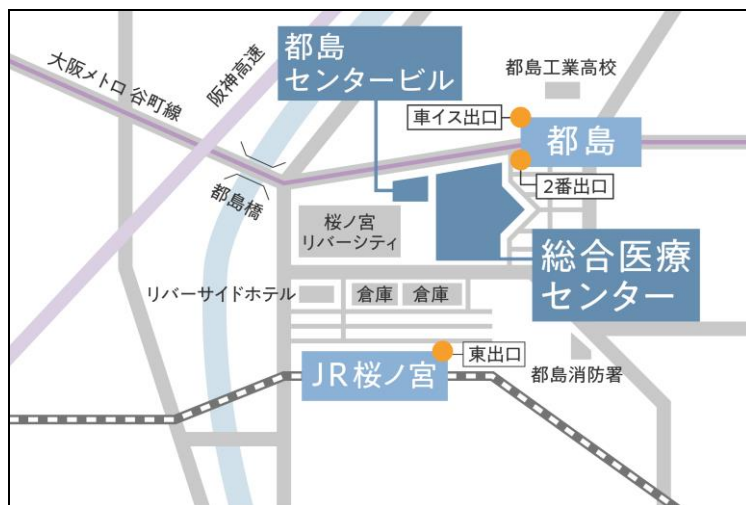 都島
センタービル
大阪メトロ 谷町線
阪神高速
都島工業高校
車イス出口
都島
2番出口
都島橋
桜ノ宮
リバーシティ
総合医療
センター
リバーサイドホテル
倉庫
倉庫
東出口
JR桜ノ宮
都島消防署